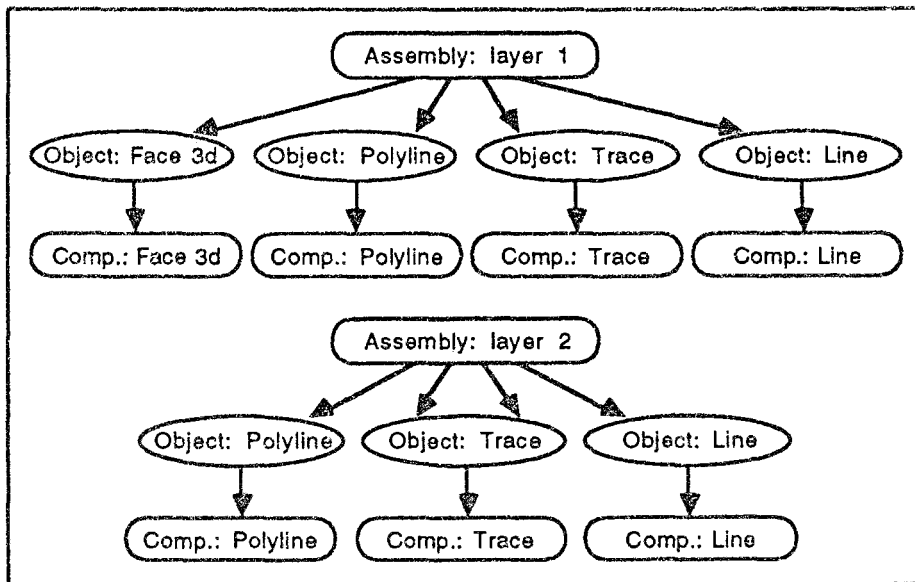 Assembly: layer 1
Object: Face 3d Object: Polyline Object: Trace Object: Line
Comp.: Face 3d Comp.: Polyline Comp.: Trace Comp.: Line
Assembly: layer 2
Object: Polyline Object: Trace Object: Line
Comp.: Polyline Comp.: Trace Comp.: Line